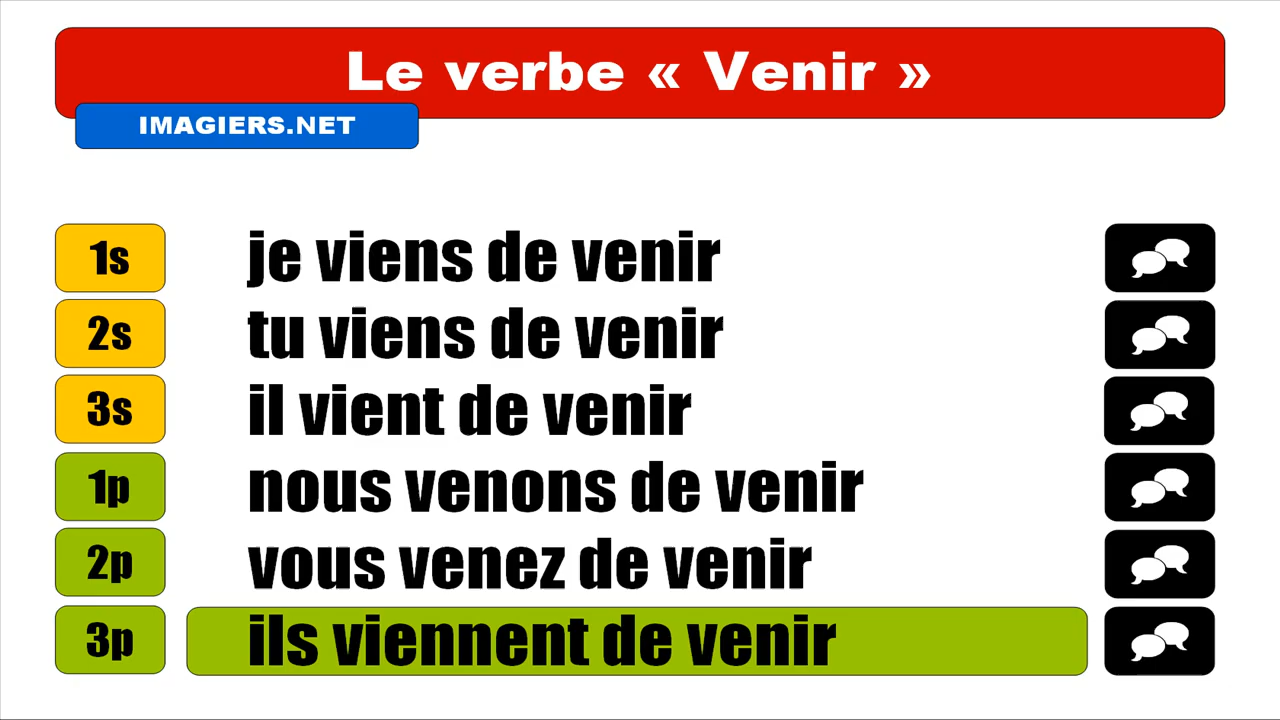 Le verbe « Venir »
IMAGIERS.NET
1s je viens de venir
2s tu viens de venir
3s il vient de venir
1p nous venons de venir
2p vous venez de venir
3p ils viennent de venir